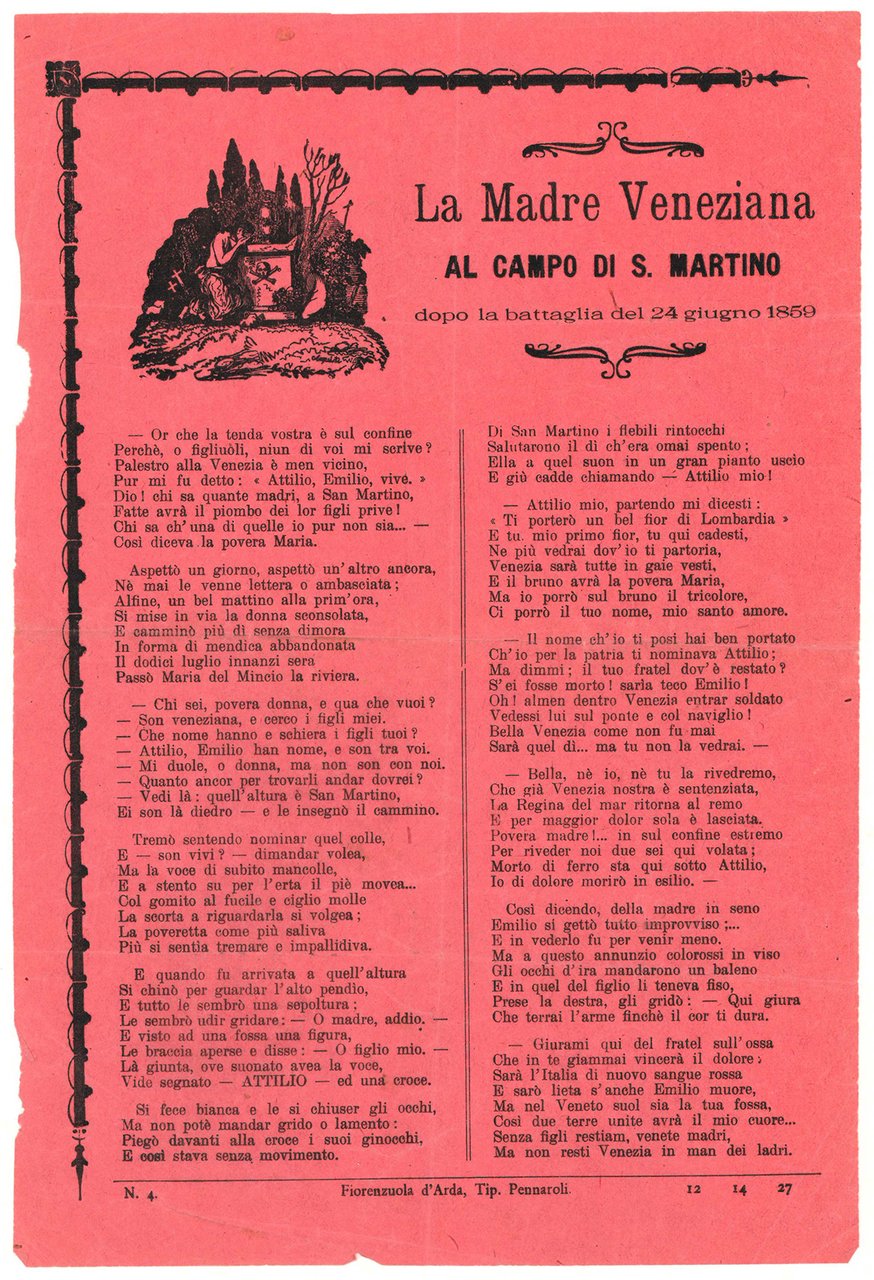 La Madre Veneziana
AL CAMPO DI S. MARTINO
dopo la battaglia del 24 giugno 1859
— Or che la tenda vostra è sul confine
Perchè, o figliuòli, niun di voi mi scrive?
Palestro alla Venezia è men vicino,
Pur mi fu detto: « Attilio, Emilio, vive. »
Dio! chi sa quante madri, a San Martino,
Fatte avrà il piombo dei lor figli prive!
Chi sa ch'una di quelle io pur non sia... —
Così diceva la povera Maria.
Aspettò un giorno, aspettò un'altro ancora,
Nè mai le venne lettera o ambasciata;
Alfine, un bel mattino alla prim'ora,
Si mise in via la donna sconsolata,
E camminò più dì senza dimora
In forma di mendica abbandonata
Il dodici luglio innanzi sera
Passò Maria del Mincio la riviera.
— Chi sei, povera donna, e qua che vuoi?
— Son veneziana, e cerco i figli miei.
— Che nome hanno e schiera i figli tuoi?
— Attilio, Emilio han nome, e son tra voi.
— Mi duole, o donna, ma non son con noi.
— Quanto ancor per trovarli andar dovrei?
— Vedi là: quell'altura è San Martino,
Ei son là diedro — e le insegnò il cammino.
Tremò sentendo nominar quel colle,
E — son vivi? — dimandar volea,
Ma la voce di subito mancolle,
E a stento su per l'erta il piè movea...
Col gomito al fucile e ciglio molle
La scorta a riguardarla si volgea;
La poveretta come più saliva
Più si sentìa tremare e impallidiva.
E quando fu arrivata a quell'altura
Si chinò per guardar l'alto pendìo,
E tutto le sembrò una sepoltura;
Le sembrò udir gridare: — O madre, addio. —
E visto ad una fossa una figura,
Le braccia aperse e disse: — O figlio mio. —
Là giunta, ove suonato avea la voce,
Vide segnato — ATTILIO — ed una croce.
Si fece bianca e le si chiuser gli occhi,
Ma non potè mandar grido o lamento:
Piegò davanti alla croce i suoi ginocchi,
E così stava senza movimento.
Di San Martino i flebili rintocchi
Salutarono il dì ch'era omai spento;
Ella a quel suon in un gran pianto uscìo
E giù cadde chiamando — Attilio mio!
— Attilio mio, partendo mi dicesti:
« Ti porterò un bel fior di Lombardia »
E tu. mio primo fior, tu qui cadesti,
Ne più vedrai dov'io ti partoria,
Venezia sarà tutte in gaie vesti,
E il bruno avrà la povera Maria,
Ma io porrò sul bruno il tricolore,
Ci porrò il tuo nome, mio santo amore.
— Il nome ch'io ti posi hai ben portato
Ch'io per la patria ti nominava Attilio;
Ma dimmi; il tuo fratel dov'è restato?
S'ei fosse morto! sarìa teco Emilio!
Oh! almen dentro Venezia entrar soldato
Vedessi lui sul ponte e col naviglio!
Bella Venezia come non fu mai
Sarà quel dì... ma tu non la vedrai. —
— Bella, nè io, nè tu la rivedremo,
Che già Venezia nostra è sentenziata,
La Regina del mar ritorna al remo
E per maggior dolor sola è lasciata.
Povera madre!... in sul confine estremo
Per riveder noi due sei qui volata;
Morto di ferro sta qui sotto Attilio,
Io di dolore morirò in esilio. —
Così dicendo, della madre in seno
Emilio si gettò tutto improvviso;...
E in vederlo fu per venir meno.
Ma a questo annunzio colorossi in viso
Gli occhi d'ira mandarono un baleno
E in quel del figlio li teneva fiso,
Prese la destra, gli gridò: — Qui giura
Che terrai l'arme finchè il cor ti dura.
— Giurami qui del fratel sull'ossa
Che in te giammai vincerà il dolore;
Sarà l'Italia di nuovo sangue rossa
E sarò lieta s'anche Emilio muore,
Ma nel Veneto suol sia la tua fossa,
Così due terre unite avrà il mio cuore...
Senza figli restiam, venete madri,
Ma non resti Venezia in man dei ladri.
N. 4.
Fiorenzuola d'Arda, Tip. Pennaroli.
12 14 27